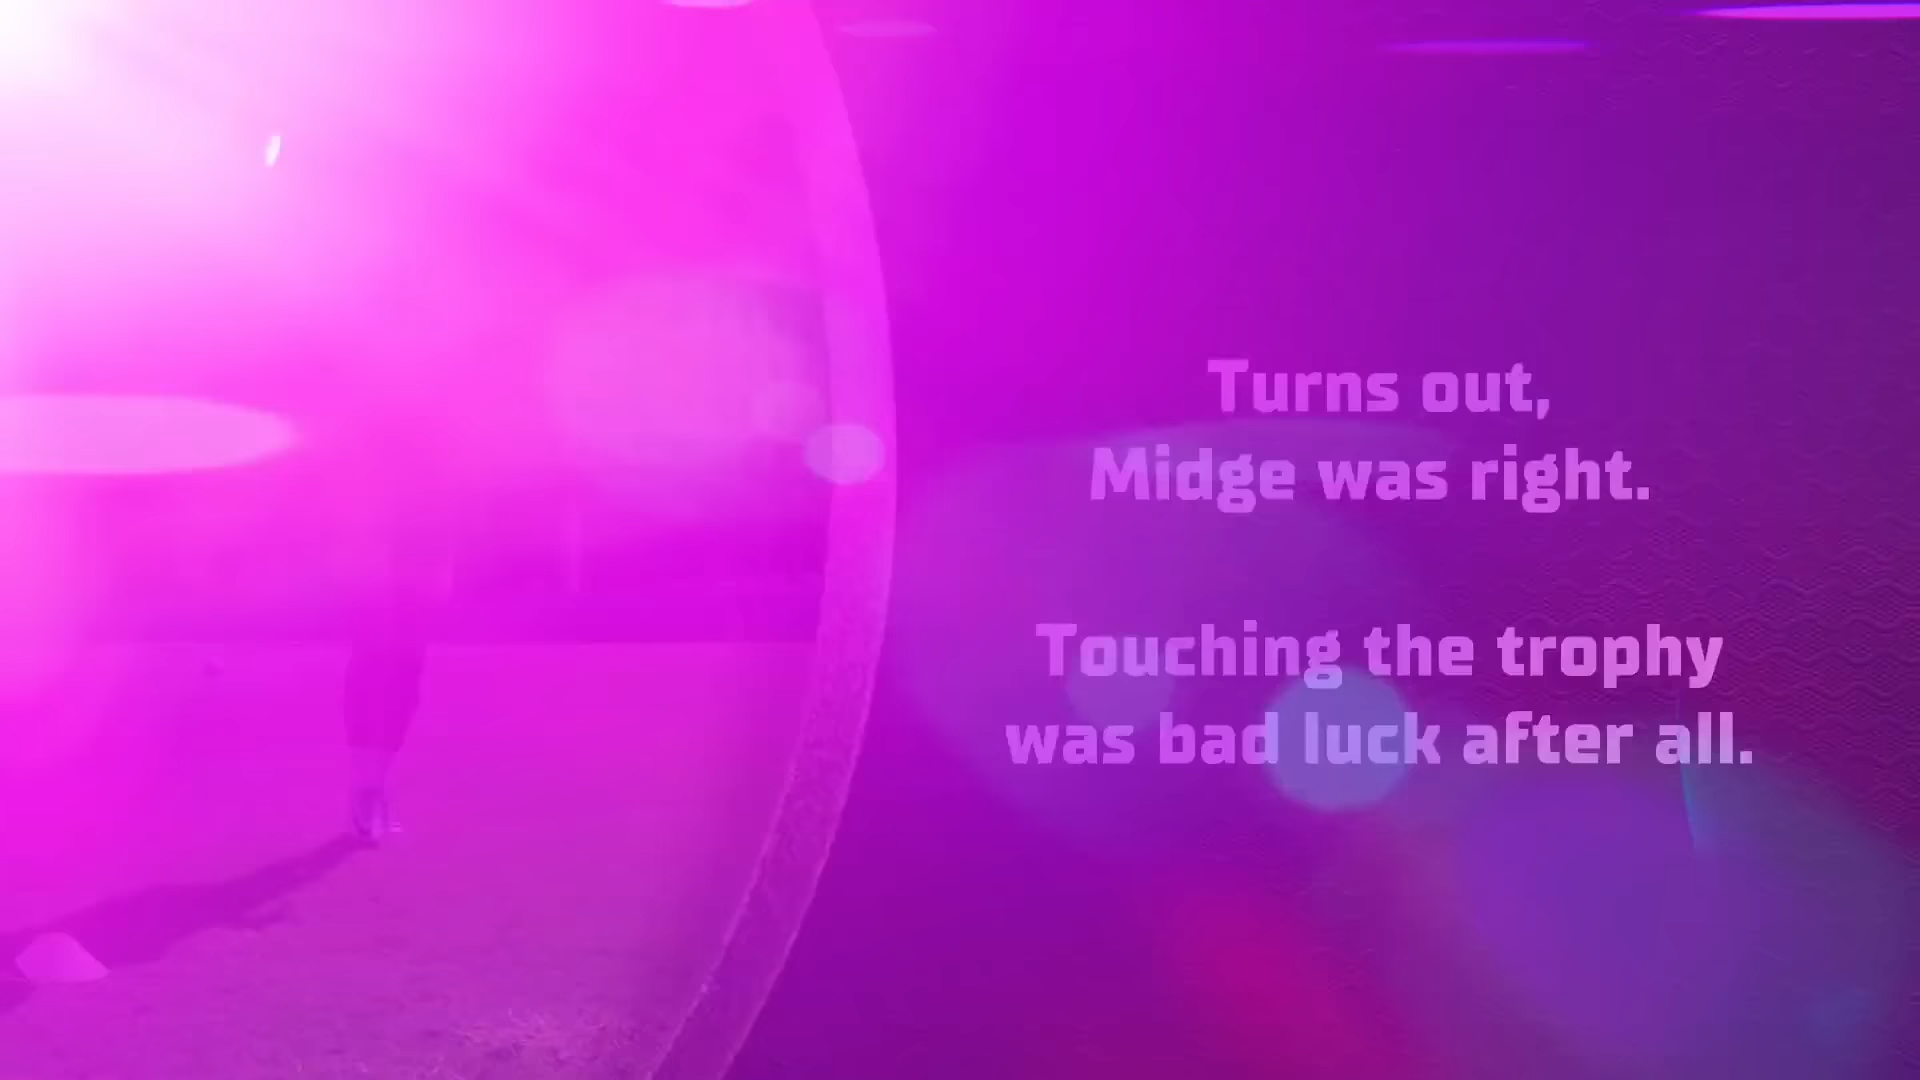 Turns out,
Midge was right.
Touching the trophy
was bad luck after all.